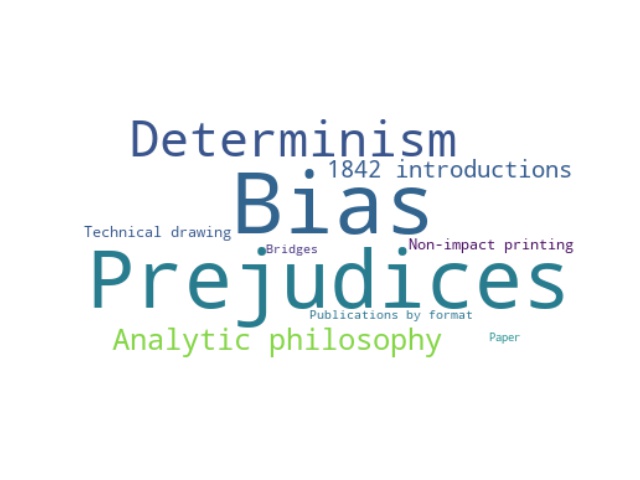 Determinism
1842 introductions
Bias
Technical drawing
Non-impact printing
Bridges
Prejudices
Publications by format
Analytic philosophy
Paper